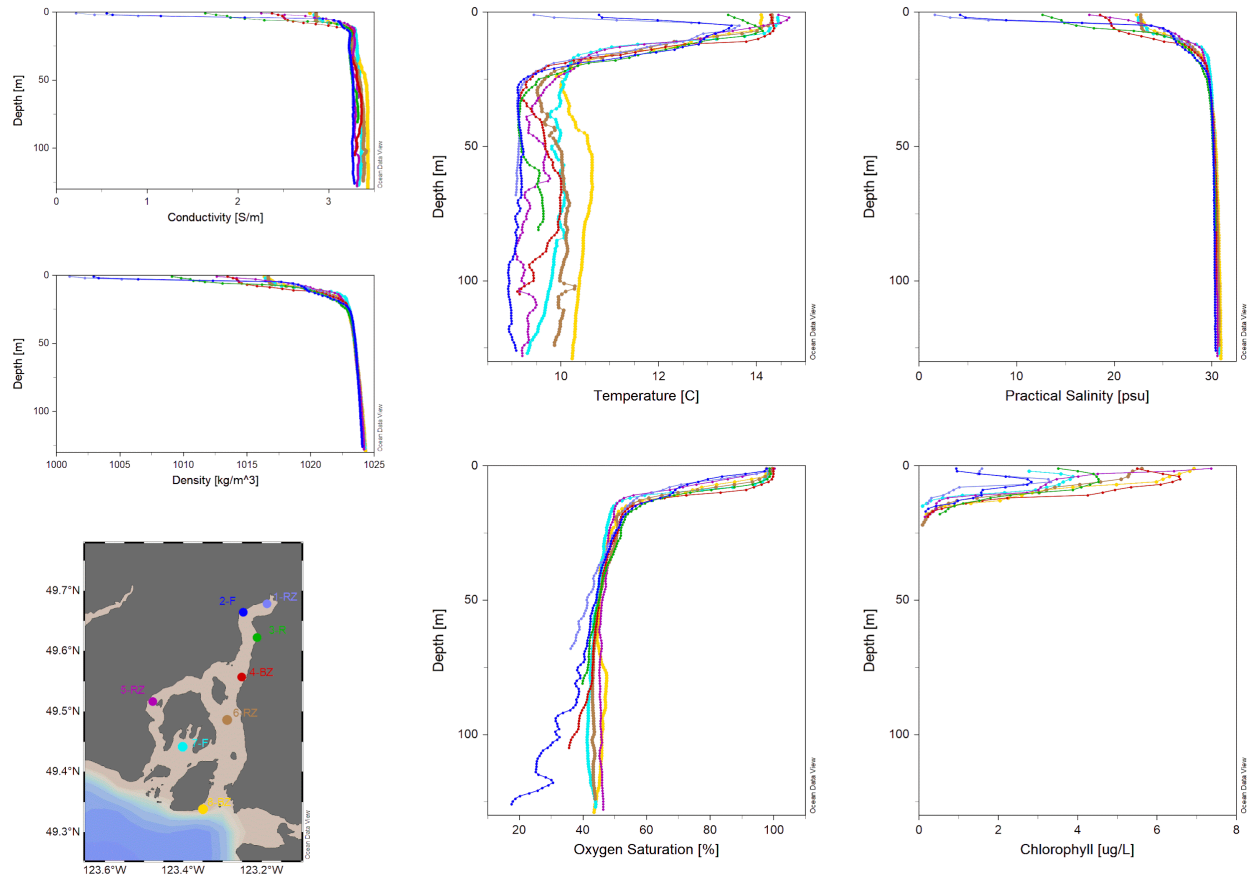 0
50
100
Depth [m]
0 1 2 3
Conductivity [S/m]
Ocean Data View
0
50
100
Depth [m]
1000 1005 1010 1015 1020 1025
Density [kg/m^3]
Ocean Data View
49.7°N
49.6°N
49.5°N
49.4°N
49.3°N
123.6°W 123.4°W 123.2°W
2-F
1-RZ
4-BZ
5-RZ
6-RZ
Ocean Data View
0
50
100
Depth [m]
10 12 14
Temperature [C]
Ocean Data View
0
50
100
Depth [m]
0 10 20 30
Practical Salinity [psu]
Ocean Data View
0
50
100
Depth [m]
20 40 60 80 100
Oxygen Saturation [%]
Ocean Data View
0
50
100
Depth [m]
0 2 4 6 8
Chlorophyll [ug/L]
Ocean Data View